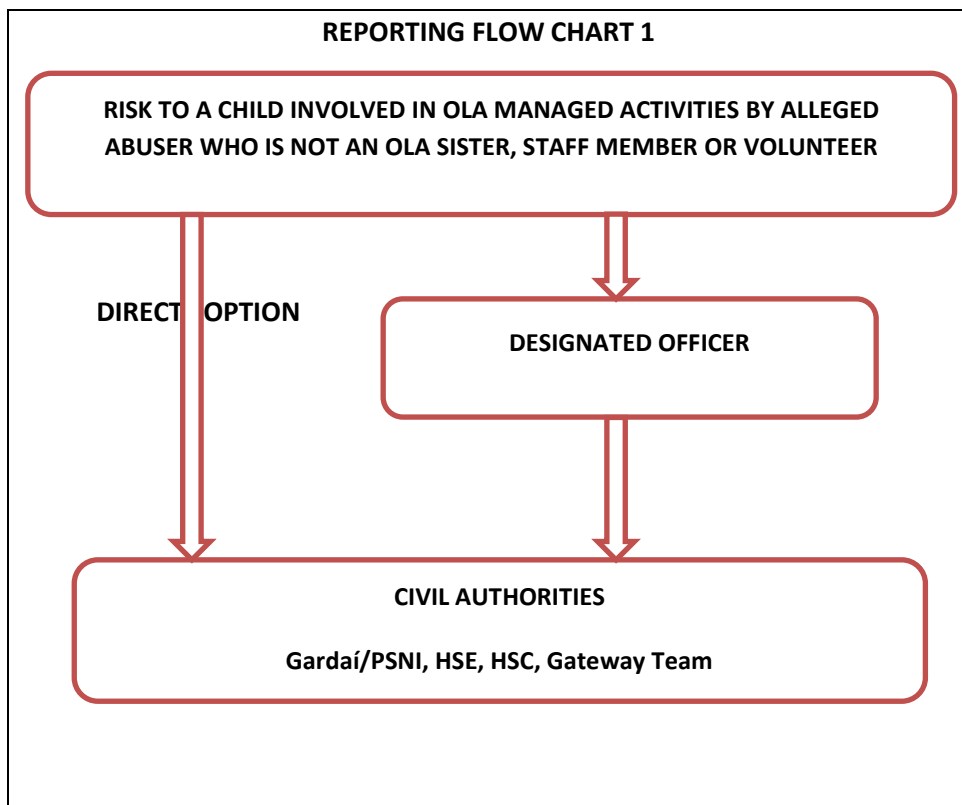 REPORTING FLOW CHART 1
RISK TO A CHILD INVOLVED IN OLA MANAGED ACTIVITIES BY ALLEGED
ABUSER WHO IS NOT AN OLA SISTER, STAFF MEMBER OR VOLUNTEER
DIRECT OPTION
DESIGNATED OFFICER
CIVIL AUTHORITIES
Gardaí/PSNI, HSE, HSC, Gateway Team